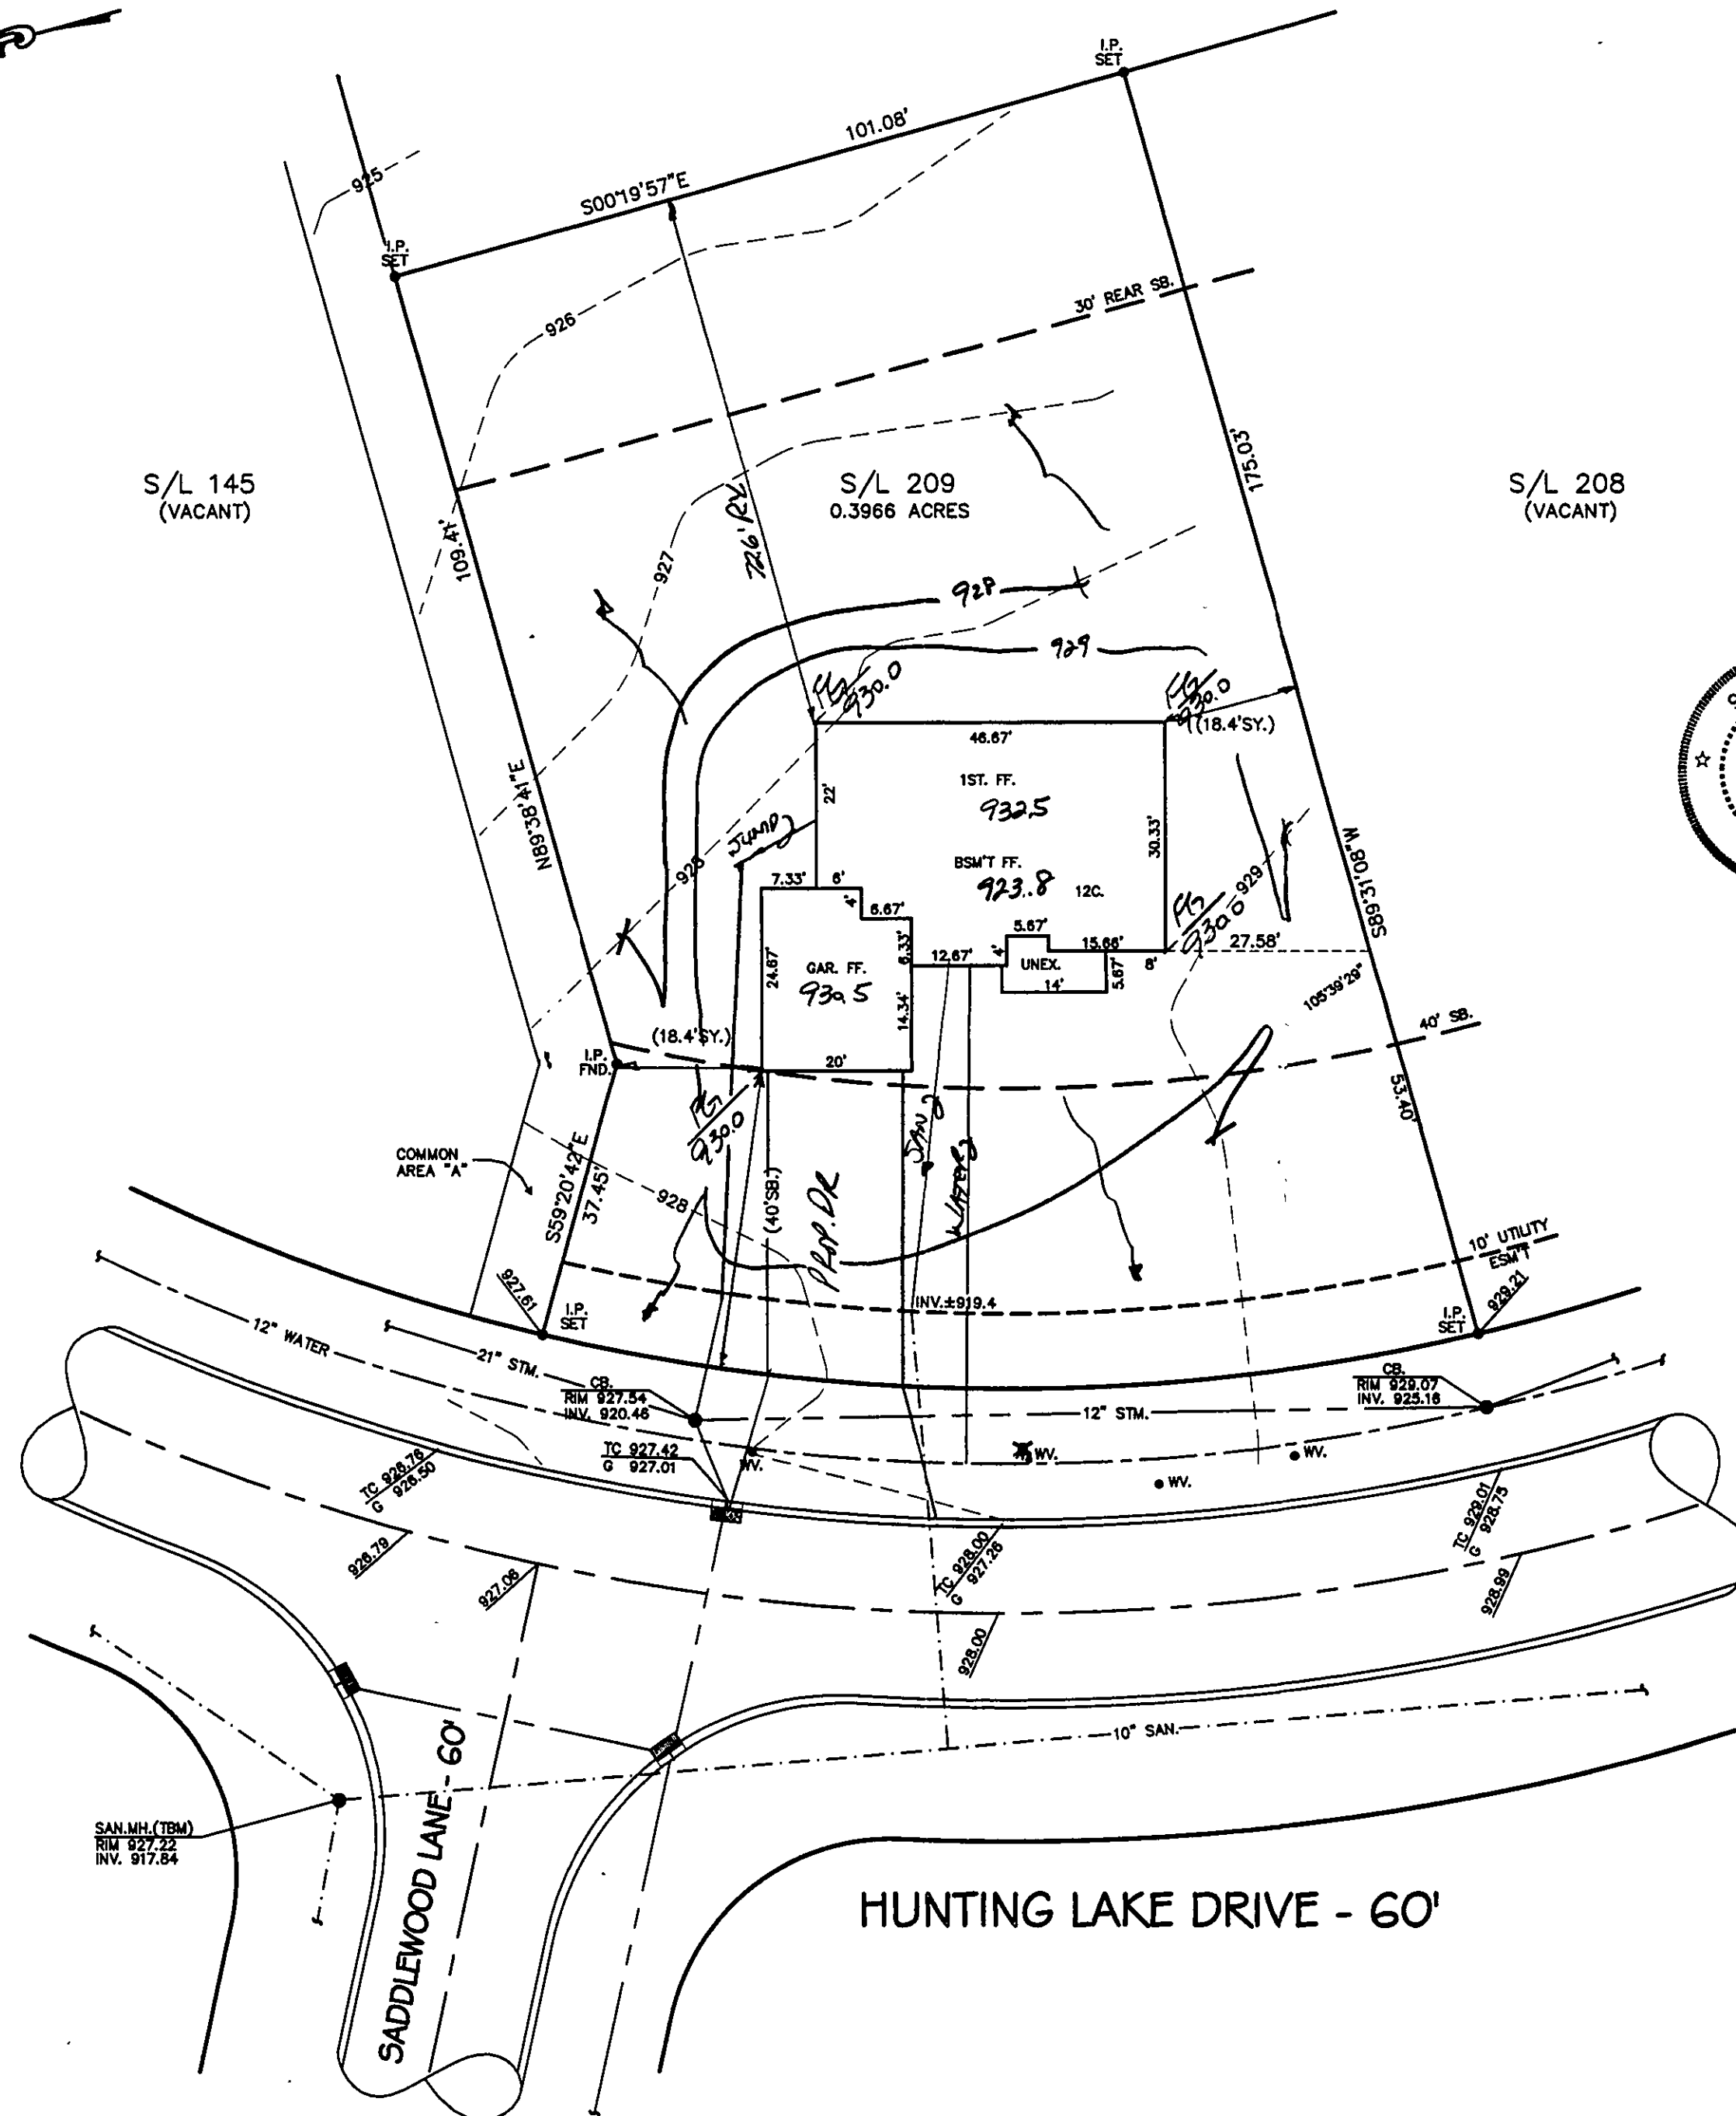 I.P.
SET
101.08'
S00°19'57"E
925
I.P.
SET
926
30' REAR SB.
175.03'
S/L 145
(VACANT)
S/L 209
0.3966 ACRES
S/L 208
(VACANT)
109.41'
927
928
929
930.0
930.0
(18.4'SY.)
46.67'
1ST. FF.
932.5
22'
30.33'
N89°38'41"E
S89°31'08"W
928
BSM'T FF.
923.8
12C.
929
930.0
7.33'
6'
4'
6.67'
6.33'
5.67'
15.66'
27.58'
12.67'
4'
UNEX.
8'
24.67'
GAR. FF.
930.5
14'
5.67'
105°39'29"
14.34'
40' SB.
(18.4'SY.)
I.P.
FND.
20'
53.40'
930.0
SAN
WATER
COMMON
AREA "A"
S59°20'42"E
37.45'
928
(40'SB.)
PROP. DR
10' UTILITY
ESM'T
927.61
INV.±919.4
929.21
I.P.
SET
I.P.
SET
12" WATER
21" STM.
CB.
RIM 927.54
INV. 920.46
CB.
RIM 929.07
INV. 925.16
12" STM.
TC 927.42
G 927.01
WV.
WV.
WV.
WV.
TC 926.76
G 926.50
TC 929.01
G 928.75
926.79
927.06
TC 928.00
G 927.26
928.99
928.00
10" SAN.
SADDLEWOOD LANE - 60'
SAN.MH.(TBM)
RIM 927.22
INV. 917.84
HUNTING LAKE DRIVE - 60'